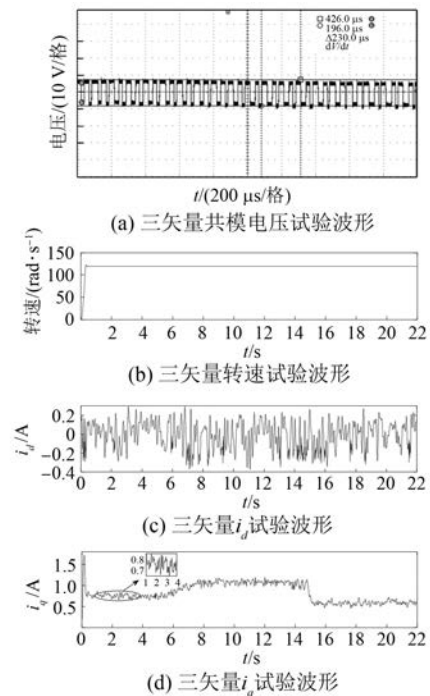 426.0 μs
196.0 μs
Δ230.0 μs
dV/dt
电压/(10 V/格)
t/(200 μs/格)
(a) 三矢量共模电压试验波形
转速/(rad·s⁻¹)
150
100
50
0
2 4 6 8 10 12 14 16 18 20 22
t/s
(b) 三矢量转速试验波形
i_d/A
0.2
0
−0.2
−0.4
0 2 4 6 8 10 12 14 16 18 20 22
t/s
(c) 三矢量i_d试验波形
i_q/A
1.5
1.0
0.5
0.8
0.7
1 2 3 4
0 2 4 6 8 10 12 14 16 18 20 22
t/s
(d) 三矢量i_q试验波形